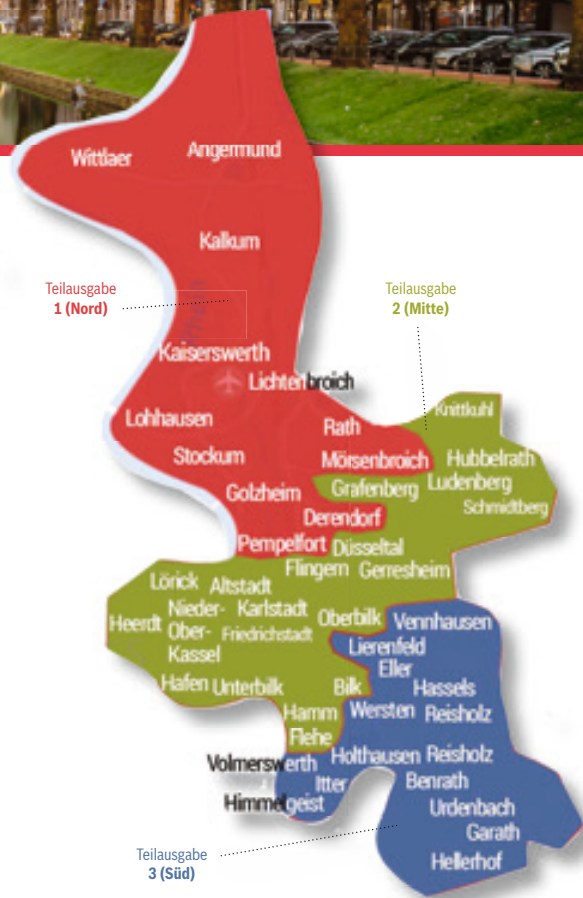 Wittlaer
Angermund
Kalkum
Teilausgabe
1 (Nord)
Teilausgabe
2 (Mitte)
Kaiserswerth
Lichtenbroich
Knittkuhl
Lohhausen
Rath
Stockum
Mörsenbroich
Hubbelrath
Golzheim
Grafenberg
Ludenberg
Schmidtberg
Derendorf
Pempelfort
Düsseltal
Flingern
Gerresheim
Lörick
Altstadt
Nieder-
Karlstadt
Oberbilk
Vennhausen
Heerdt
Ober-
Friedrichstadt
Kassel
Lierenfeld
Eller
Hafen
Unterbilk
Bilk
Hassels
Hamm
Wersten
Reisholz
Flehe
Volmerswerth
Holthausen
Reisholz
Itter
Benrath
Himmelgeist
Urdenbach
Garath
Teilausgabe
3 (Süd)
Hellerhof